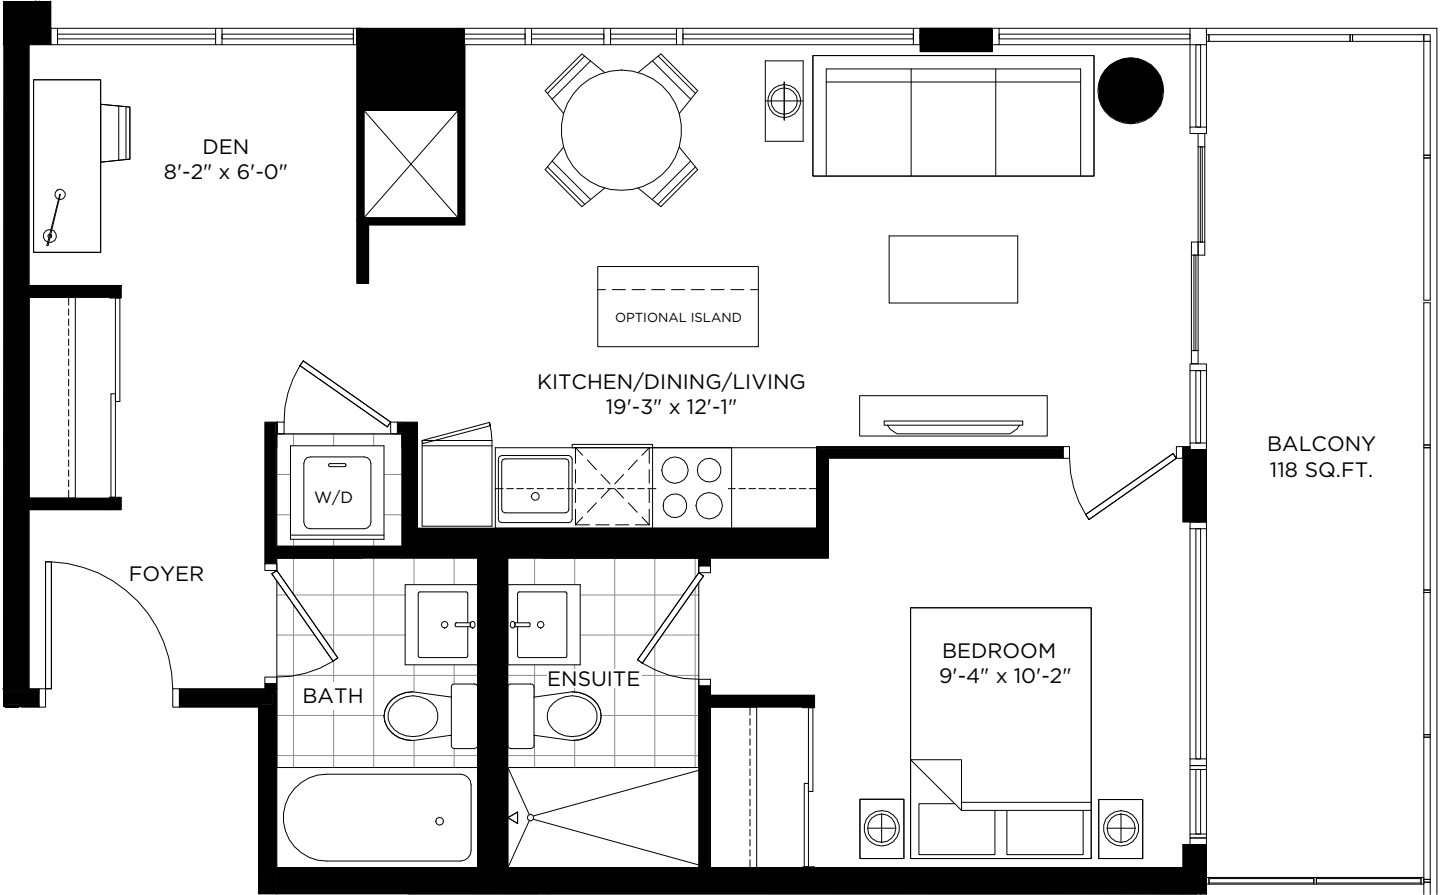 DEN
8'-2" x 6'-0"
OPTIONAL ISLAND
KITCHEN/DINING/LIVING
19'-3" x 12'-1"
BALCONY
118 SQ.FT.
W/D
FOYER
BEDROOM
9'-4" x 10'-2"
ENSUITE
BATH